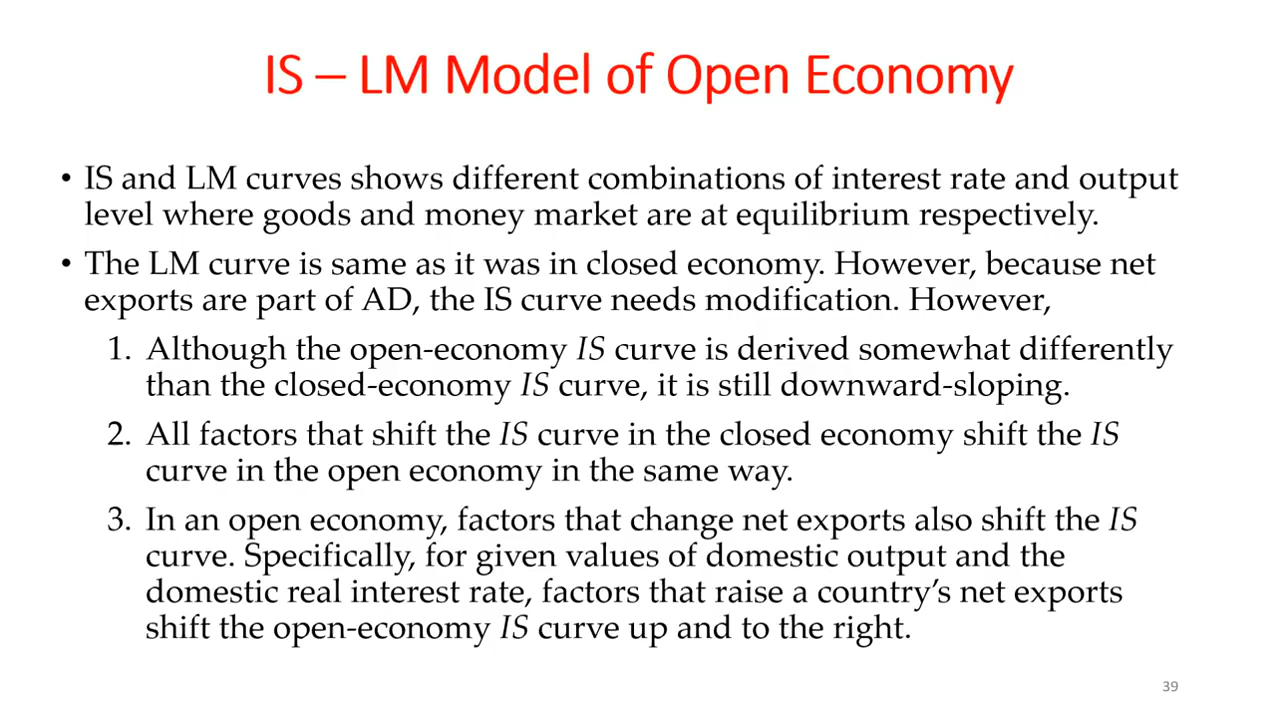 IS – LM Model of Open Economy
• IS and LM curves shows different combinations of interest rate and output
level where goods and money market are at equilibrium respectively.
• The LM curve is same as it was in closed economy. However, because net
exports are part of AD, the IS curve needs modification. However,
1. Although the open-economy IS curve is derived somewhat differently
than the closed-economy IS curve, it is still downward-sloping.
2. All factors that shift the IS curve in the closed economy shift the IS
curve in the open economy in the same way.
3. In an open economy, factors that change net exports also shift the IS
curve. Specifically, for given values of domestic output and the
domestic real interest rate, factors that raise a country’s net exports
shift the open-economy IS curve up and to the right.
39